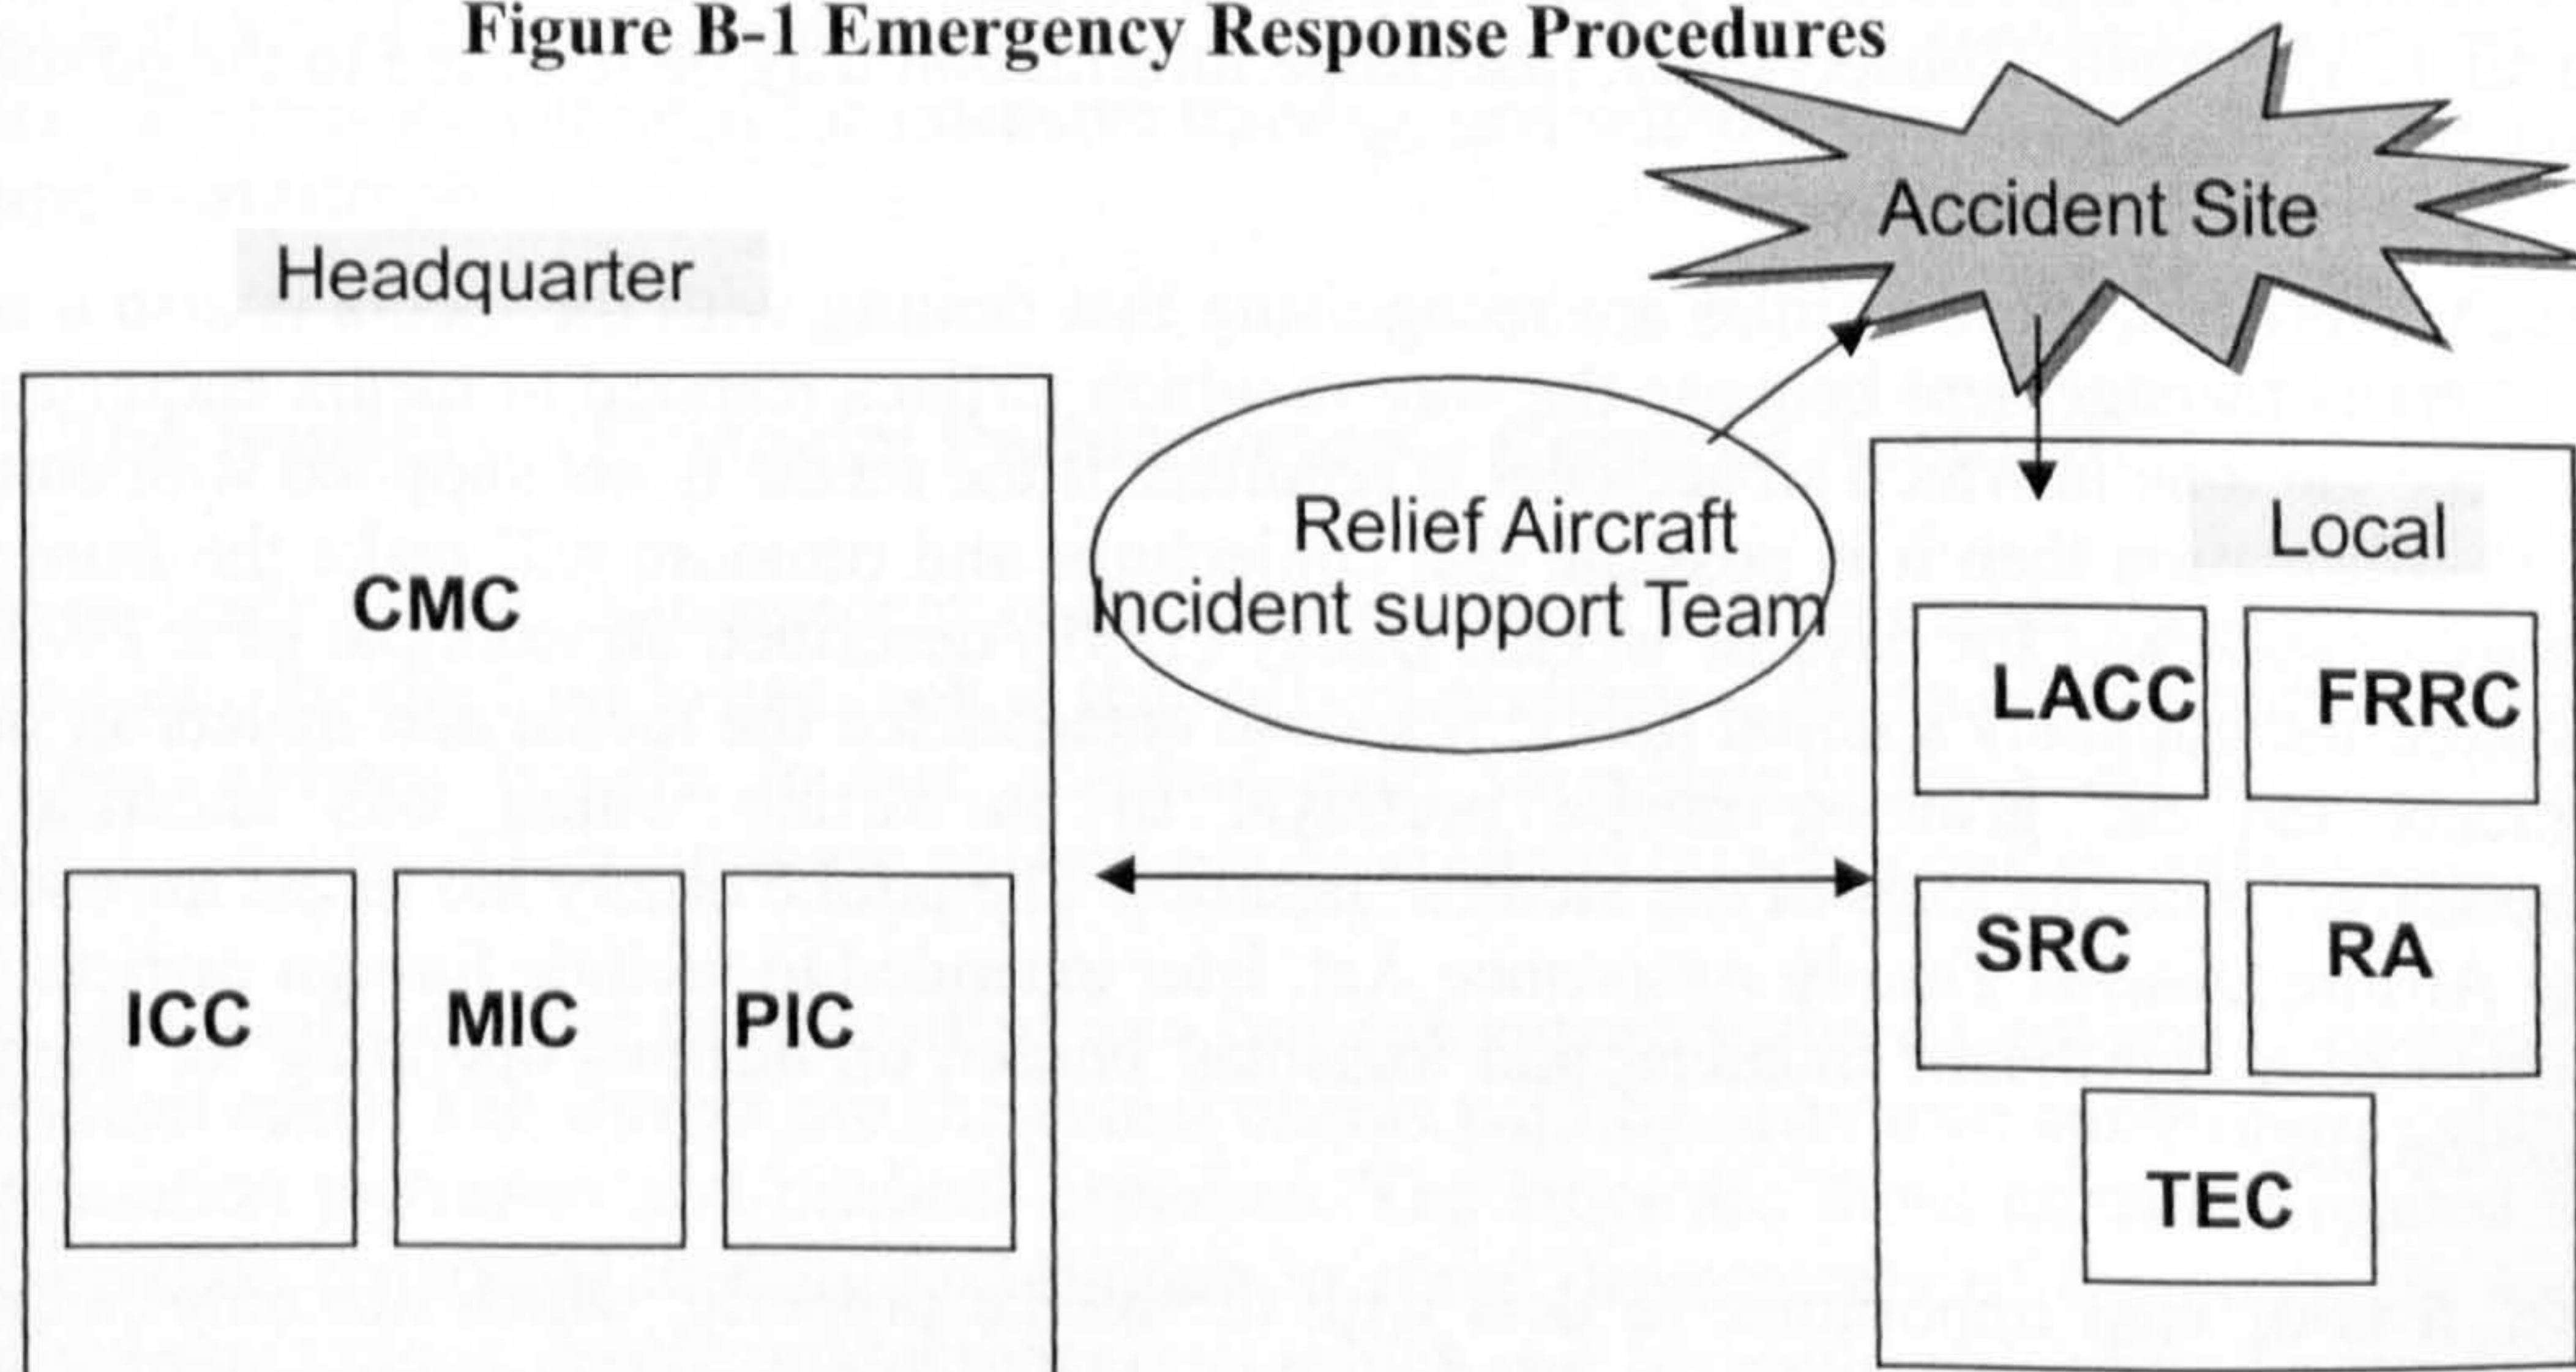 Figure B-1 Emergency Response Procedures
Accident Site
Headquarter
CMC
ICC
MIC
PIC
Relief Aircraft
Incident support Team
Local
LACC
FRRC
SRC
RA
TEC